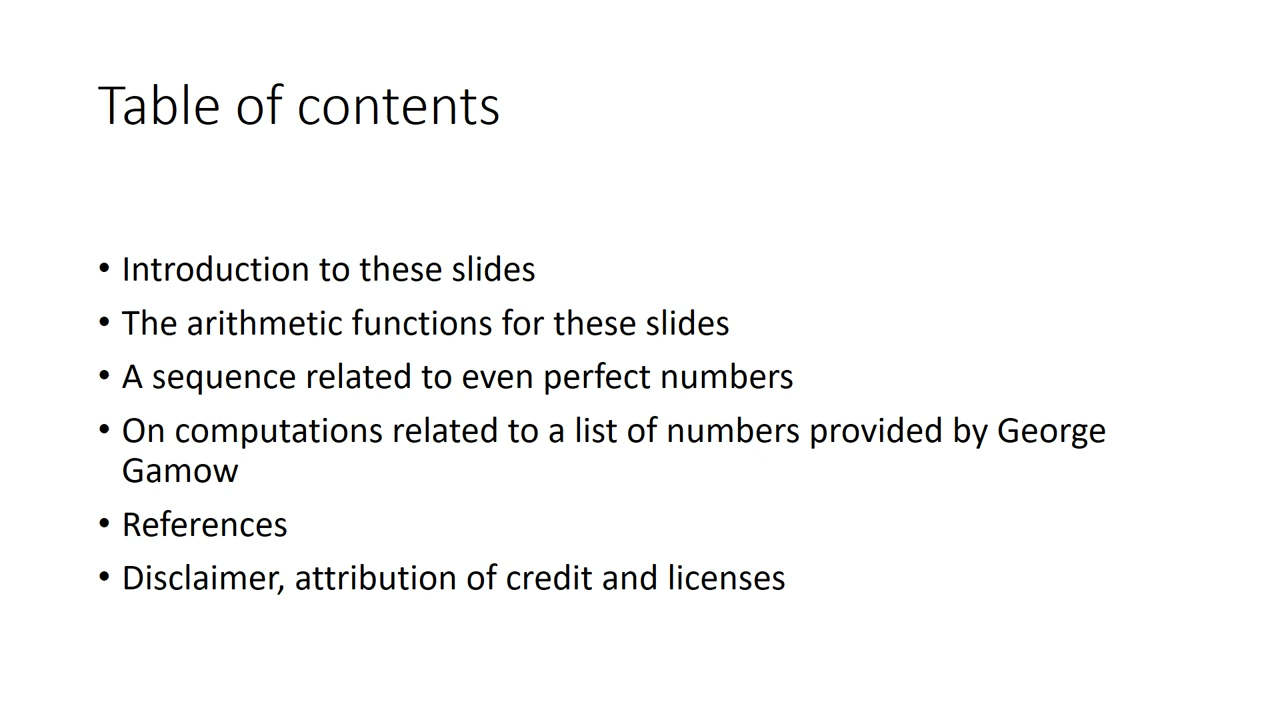 Table of contents
• Introduction to these slides
• The arithmetic functions for these slides
• A sequence related to even perfect numbers
• On computations related to a list of numbers provided by George
Gamow
• References
• Disclaimer, attribution of credit and licenses